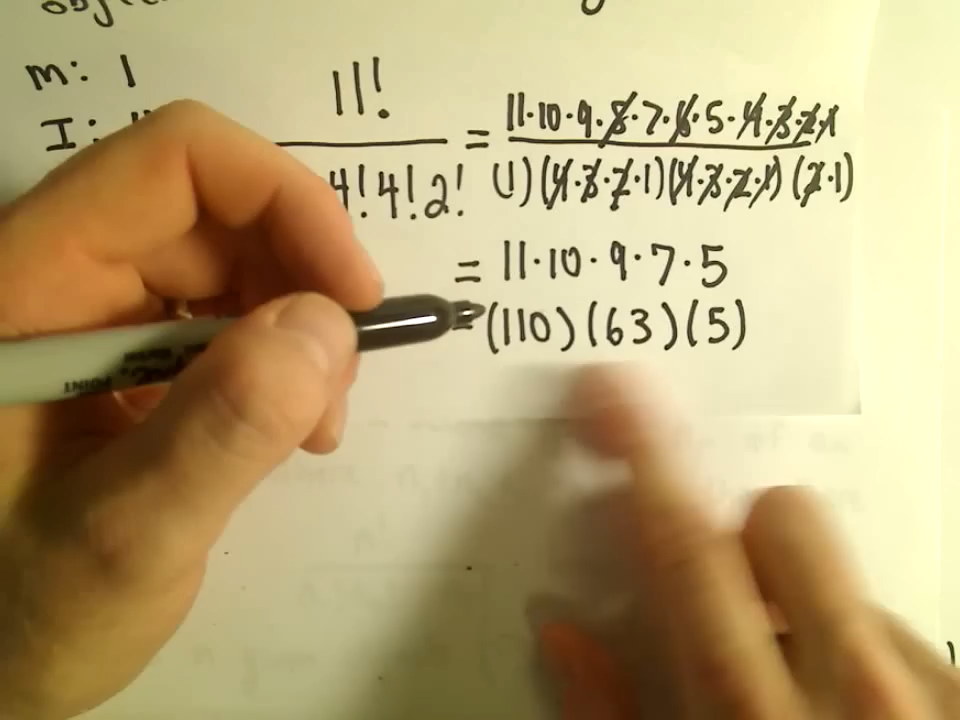 m: 1
I:
11!
= 11·10·9·8·7·6·5·4·3·2·1
4!4!2! (1)(4·3·2·1)(4·3·2·1)(2·1)
= 11·10·9·7·5
= (110)(63)(5)
POINT